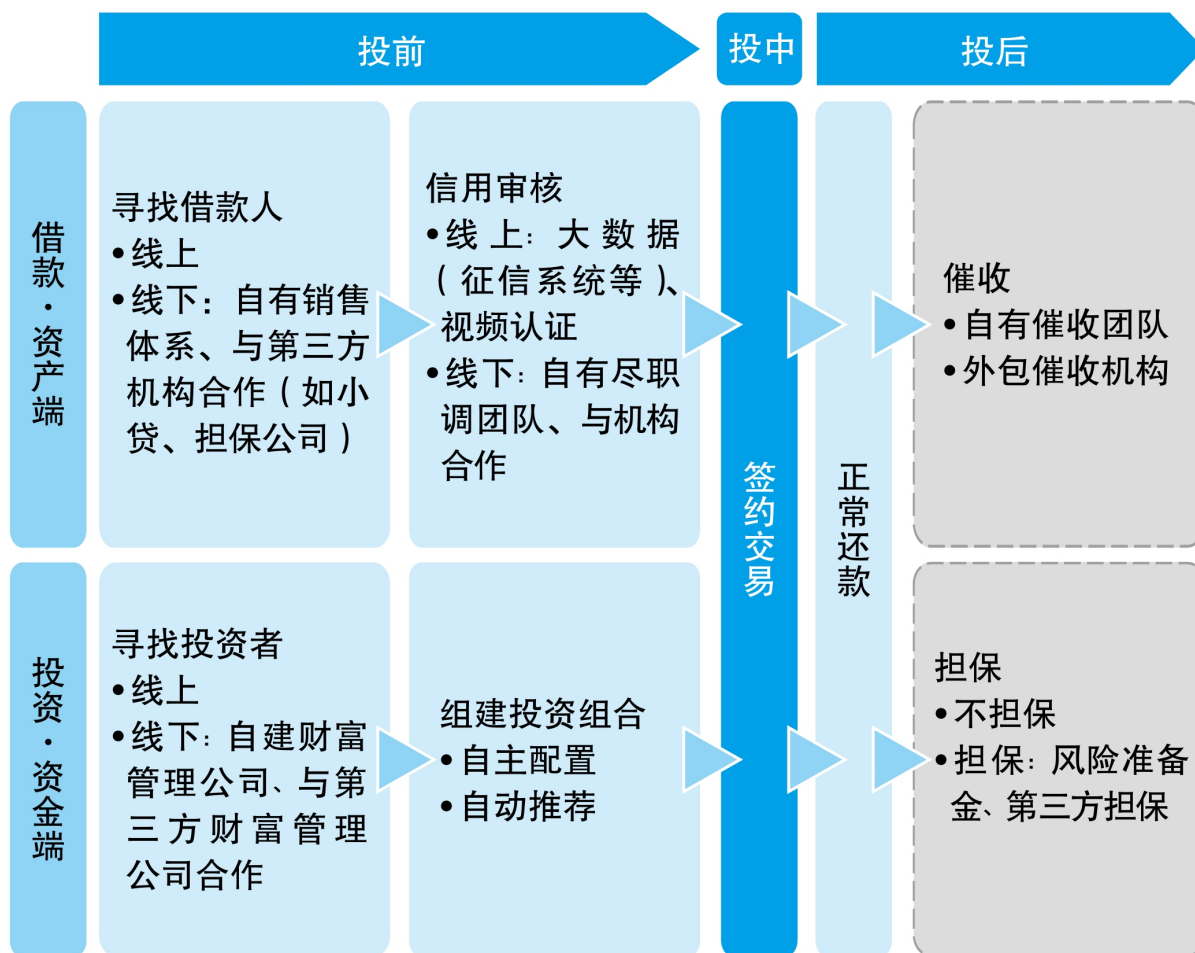 投前
投中
投后
借款·资产端
寻找借款人
•线上
•线下：自有销售
体系、与第三方
机构合作（如小
贷、担保公司）
信用审核
•线上：大数据
（征信系统等）、
视频认证
•线下：自有尽职
调团队、与机构
合作
签约交易
正常还款
催收
•自有催收团队
•外包催收机构
投资·资金端
寻找投资者
•线上
•线下：自建财富
管理公司、与第
三方财富管理
公司合作
组建投资组合
•自主配置
•自动推荐
担保
•不担保
•担保：风险准备
金、第三方担保